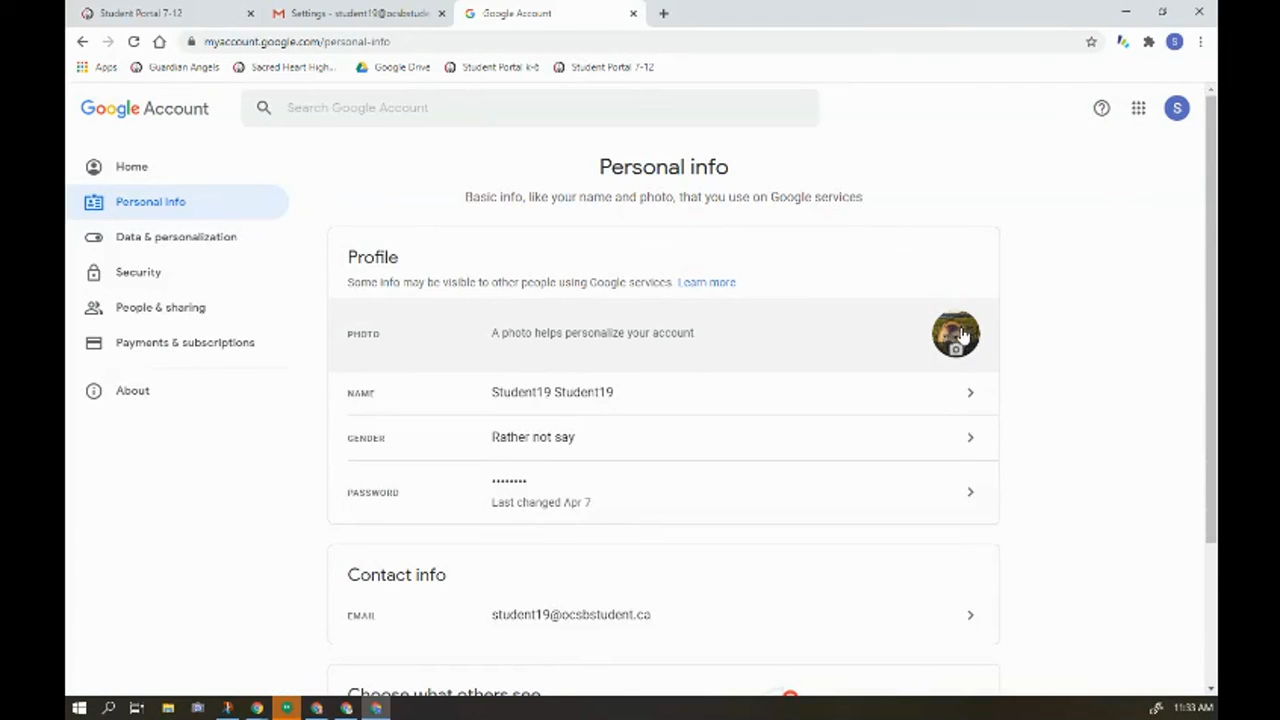 Student Portal 7-12
Settings - student19@ocsbstude
Google Account
myaccount.google.com/personal-info
Apps
Guardian Angels
Sacred Heart High...
Google Drive
Student Portal k-6
Student Portal 7-12
S
Google Account
Search Google Account
S
Home
Personal info
Data & personalization
Security
People & sharing
Payments & subscriptions
About
Personal info
Basic info, like your name and photo, that you use on Google services
Profile
Some info may be visible to other people using Google services. Learn more
PHOTO
A photo helps personalize your account
NAME
Student19 Student19
GENDER
Rather not say
PASSWORD
••••••••
Last changed Apr 7
Contact info
EMAIL
student19@ocsbstudent.ca
Choose what others see
11:33 AM